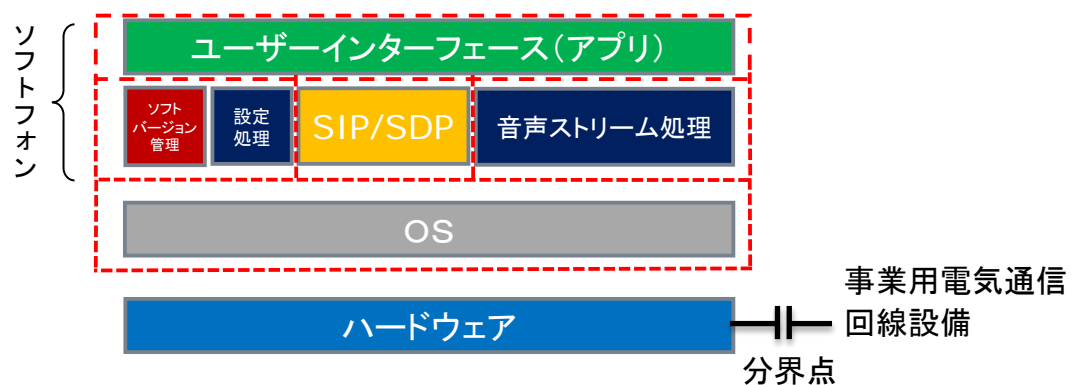 ソフトフォン
ユーザーインターフェース(アプリ)
ソフト
バージョン
管理
設定
処理
SIP/SDP
音声ストリーム処理
OS
ハードウェア
事業用電気通信
回線設備
分界点